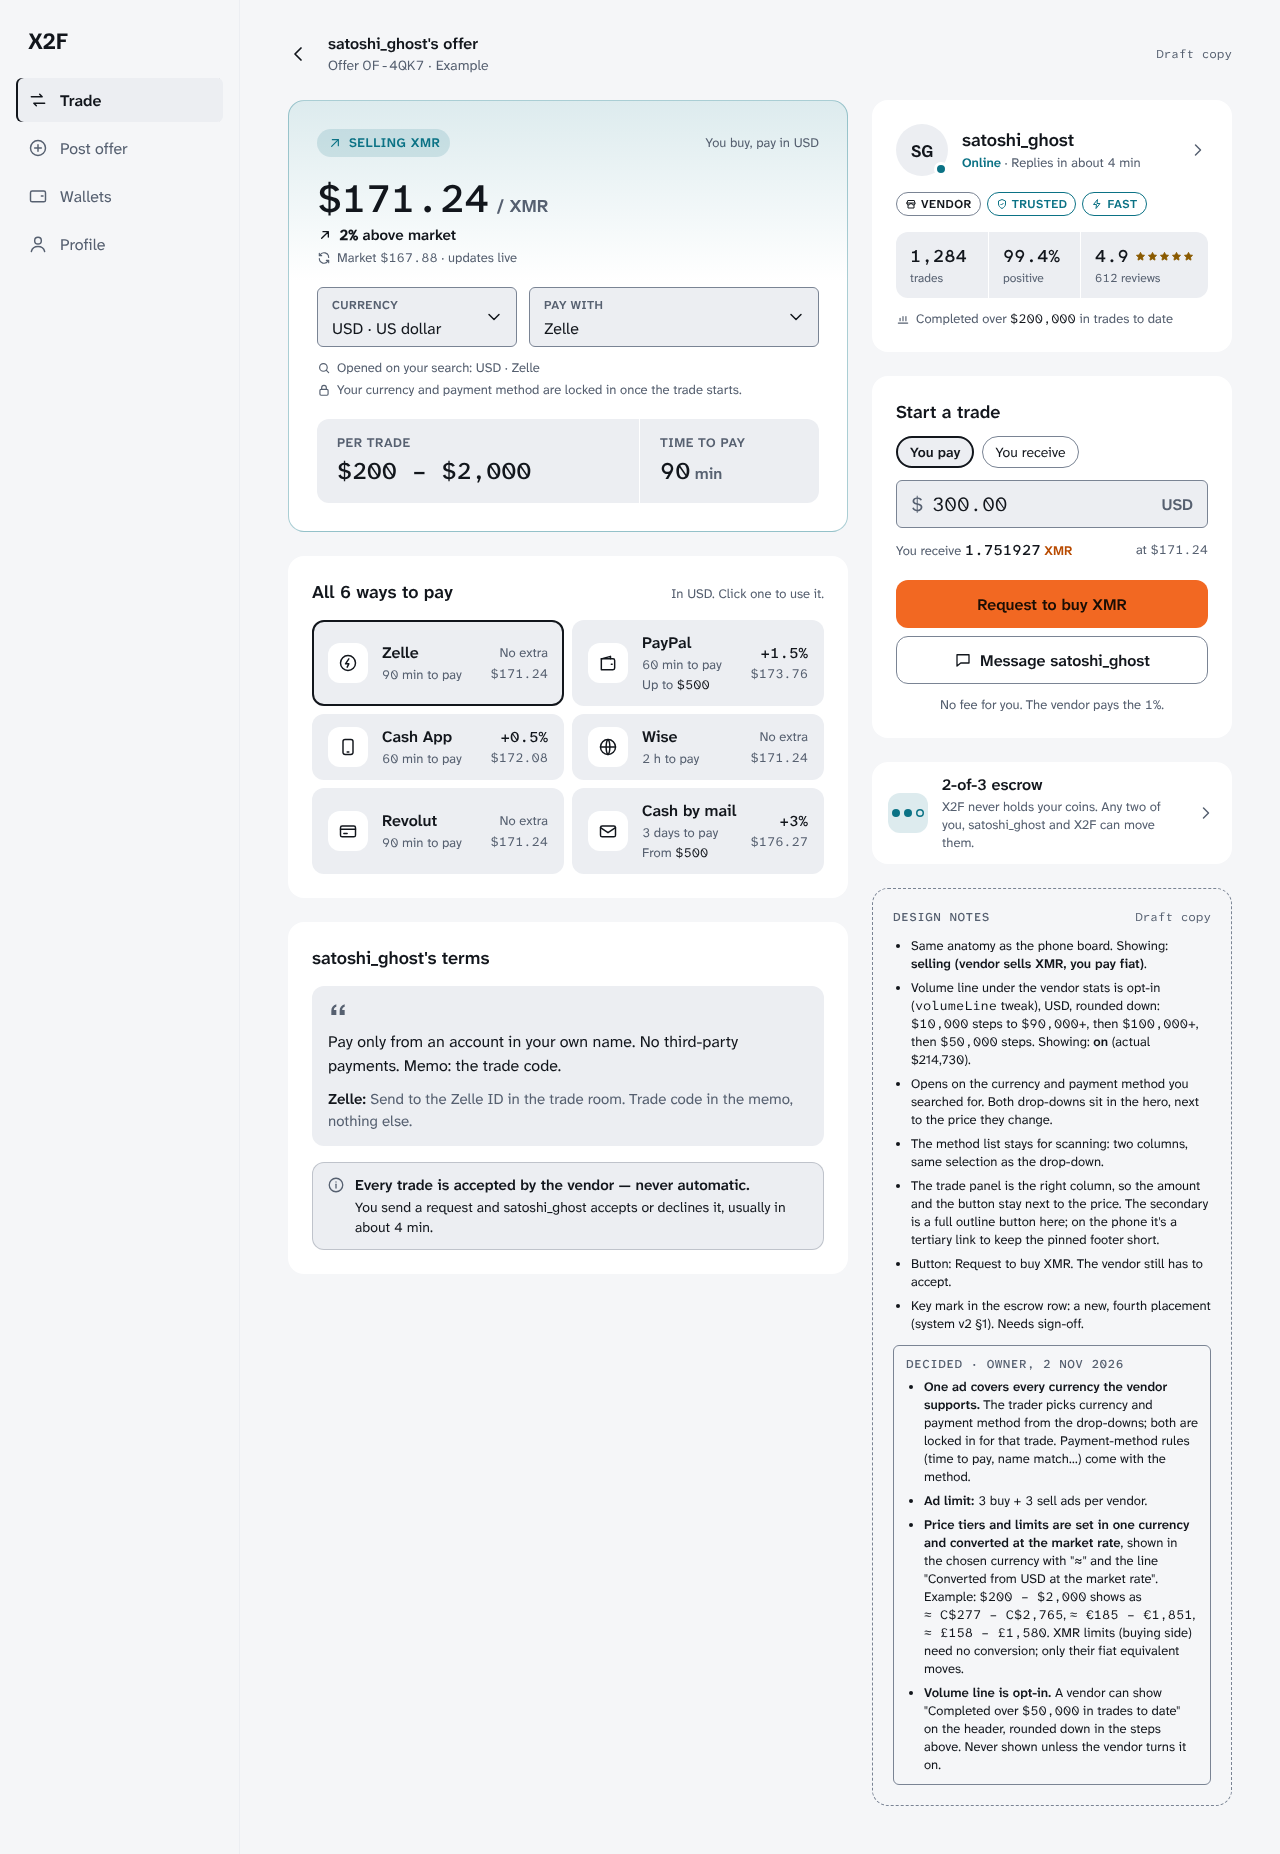 X2F
Trade
Post offer
Wallets
Profile
satoshi_ghost's offer
Offer OF-4QK7 · Example
Draft copy
SELLING XMR
You buy, pay in USD
$171.24 / XMR
2% above market
Market $167.88 · updates live
CURRENCY
USD · US dollar
PAY WITH
Zelle
Opened on your search: USD · Zelle
Your currency and payment method are locked in once the trade starts.
PER TRADE
$200 – $2,000
TIME TO PAY
90 min
All 6 ways to pay
In USD. Click one to use it.
Zelle
90 min to pay
No extra
$171.24
PayPal
60 min to pay
Up to $500
+1.5%
$173.76
Cash App
60 min to pay
+0.5%
$172.08
Wise
2 h to pay
No extra
$171.24
Revolut
90 min to pay
No extra
$171.24
Cash by mail
3 days to pay
From $500
+3%
$176.27
satoshi_ghost's terms
“
Pay only from an account in your own name. No third-party
payments. Memo: the trade code.
Zelle: Send to the Zelle ID in the trade room. Trade code in the memo,
nothing else.
Every trade is accepted by the vendor — never automatic.
You send a request and satoshi_ghost accepts or declines it, usually in
about 4 min.
SG
satoshi_ghost
Online · Replies in about 4 min
VENDOR
TRUSTED
FAST
1,284
trades
99.4%
positive
4.9 ★★★★★
612 reviews
Completed over $200,000 in trades to date
Start a trade
You pay
You receive
$ 300.00
USD
You receive 1.751927 XMR
at $171.24
Request to buy XMR
Message satoshi_ghost
No fee for you. The vendor pays the 1%.
2-of-3 escrow
X2F never holds your coins. Any two of
you, satoshi_ghost and X2F can move
them.
DESIGN NOTES
Draft copy
• Same anatomy as the phone board. Showing:
selling (vendor sells XMR, you pay fiat).
• Volume line under the vendor stats is opt-in
(volumeLine tweak), USD, rounded down:
$10,000 steps to $90,000+, then $100,000+,
then $50,000 steps. Showing: on (actual
$214,730).
• Opens on the currency and payment method you
searched for. Both drop-downs sit in the hero, next
to the price they change.
• The method list stays for scanning: two columns,
same selection as the drop-down.
• The trade panel is the right column, so the amount
and the button stay next to the price. The secondary
is a full outline button here; on the phone it's a
tertiary link to keep the pinned footer short.
• Button: Request to buy XMR. The vendor still has to
accept.
• Key mark in the escrow row: a new, fourth placement
(system v2 §1). Needs sign-off.
DECIDED · OWNER, 2 NOV 2026
• One ad covers every currency the vendor
supports. The trader picks currency and
payment method from the drop-downs; both are
locked in for that trade. Payment-method rules
(time to pay, name match…) come with the
method.
• Ad limit: 3 buy + 3 sell ads per vendor.
• Price tiers and limits are set in one currency
and converted at the market rate, shown in
the chosen currency with "≈" and the line
"Converted from USD at the market rate".
Example: $200 – $2,000 shows as
≈ C$277 – C$2,765, ≈ €185 – €1,851,
≈ £158 – £1,580. XMR limits (buying side)
need no conversion; only their fiat equivalent
moves.
• Volume line is opt-in. A vendor can show
"Completed over $50,000 in trades to date"
on the header, rounded down in the steps
above. Never shown unless the vendor turns it
on.